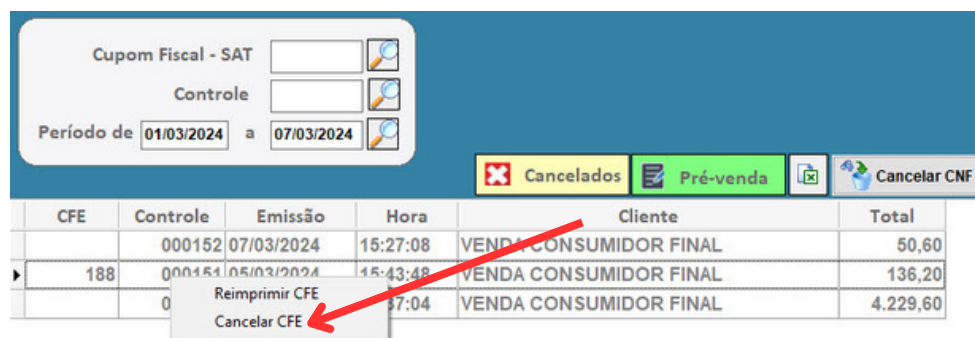 Cupom Fiscal - SAT
Controle
Período de 01/03/2024 a 07/03/2024
Cancelados Pré-venda Cancelar CNF
CFE Controle Emissão Hora Cliente Total
000152 07/03/2024 15:27:08 VENDA CONSUMIDOR FINAL 50,60
188 000151 05/03/2024 15:43:48 VENDA CONSUMIDOR FINAL 136,20
0 37:04 VENDA CONSUMIDOR FINAL 4.229,60
Reimprimir CFE
Cancelar CFE